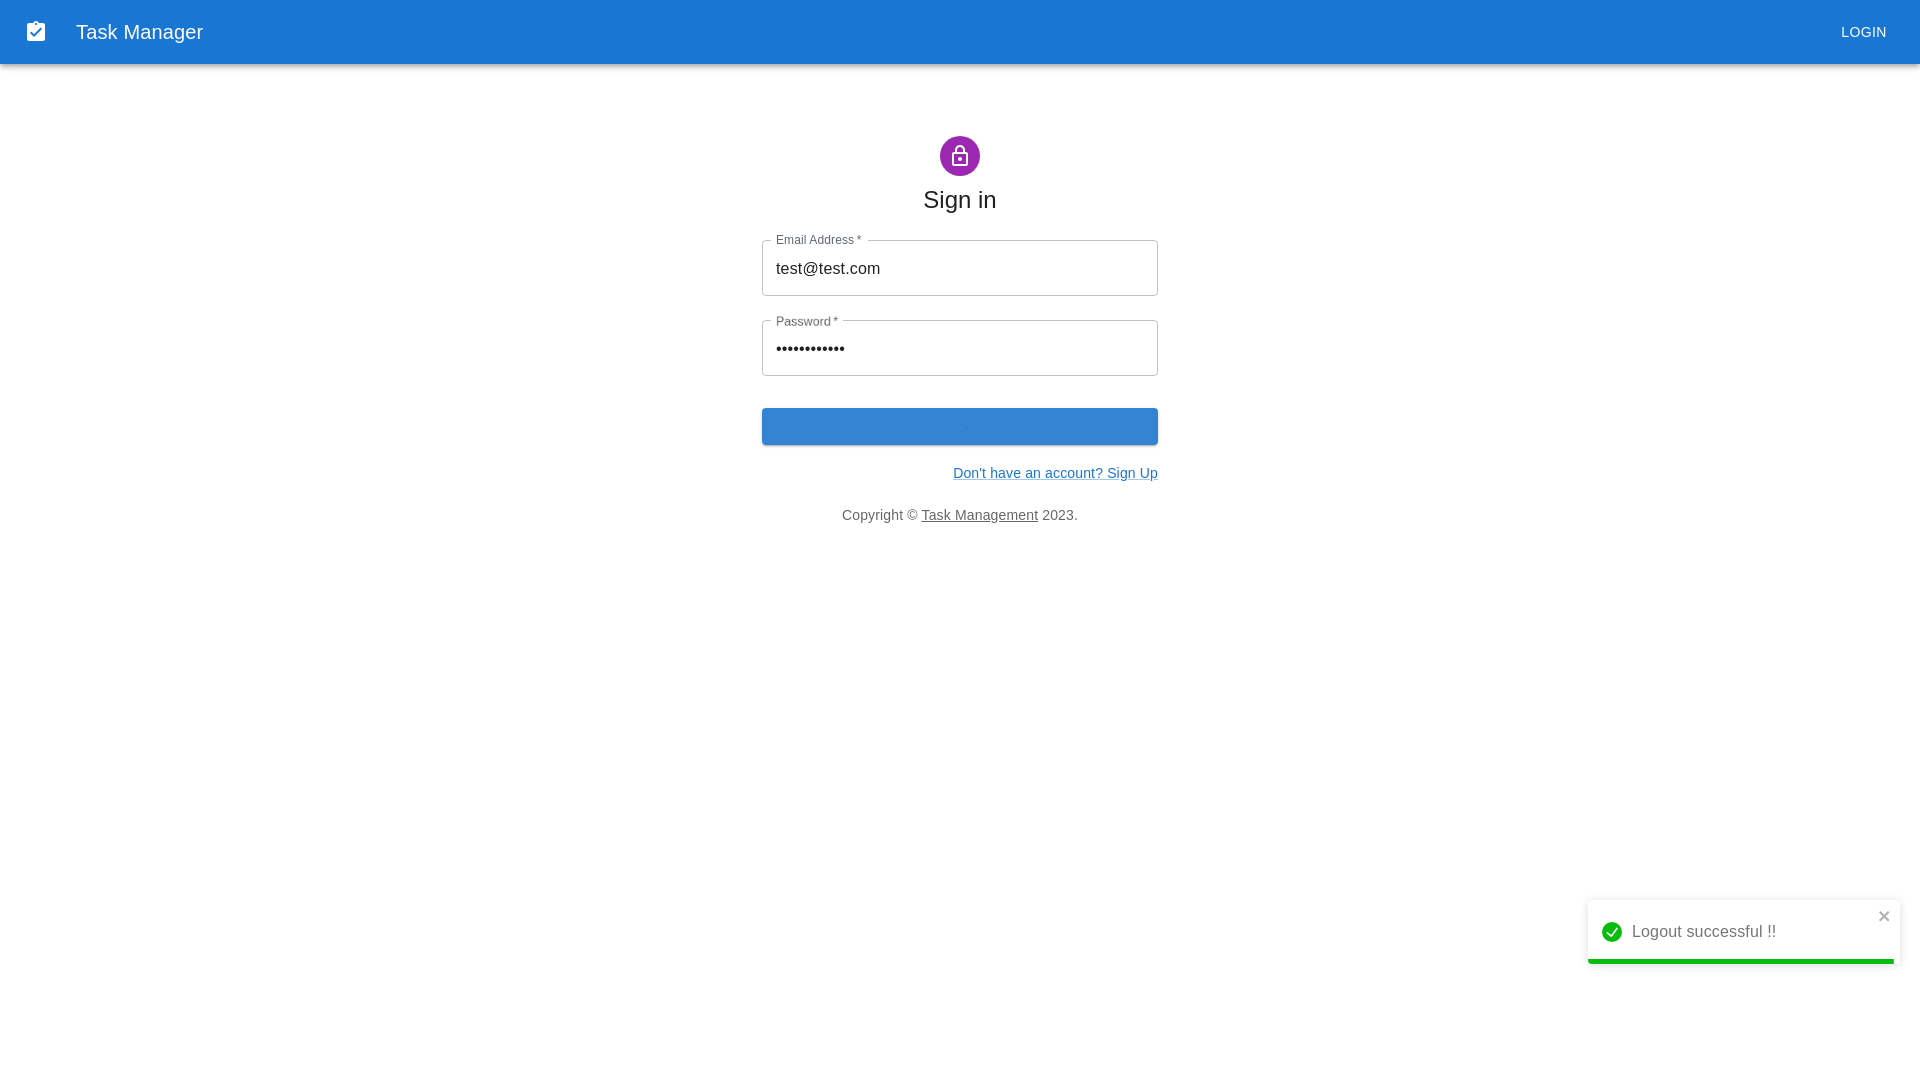 Task Manager
LOGIN
Sign in
Email Address *
test@test.com
Password *
••••••••••••
Don't have an account? Sign Up
Copyright © Task Management 2023.
Logout successful !!